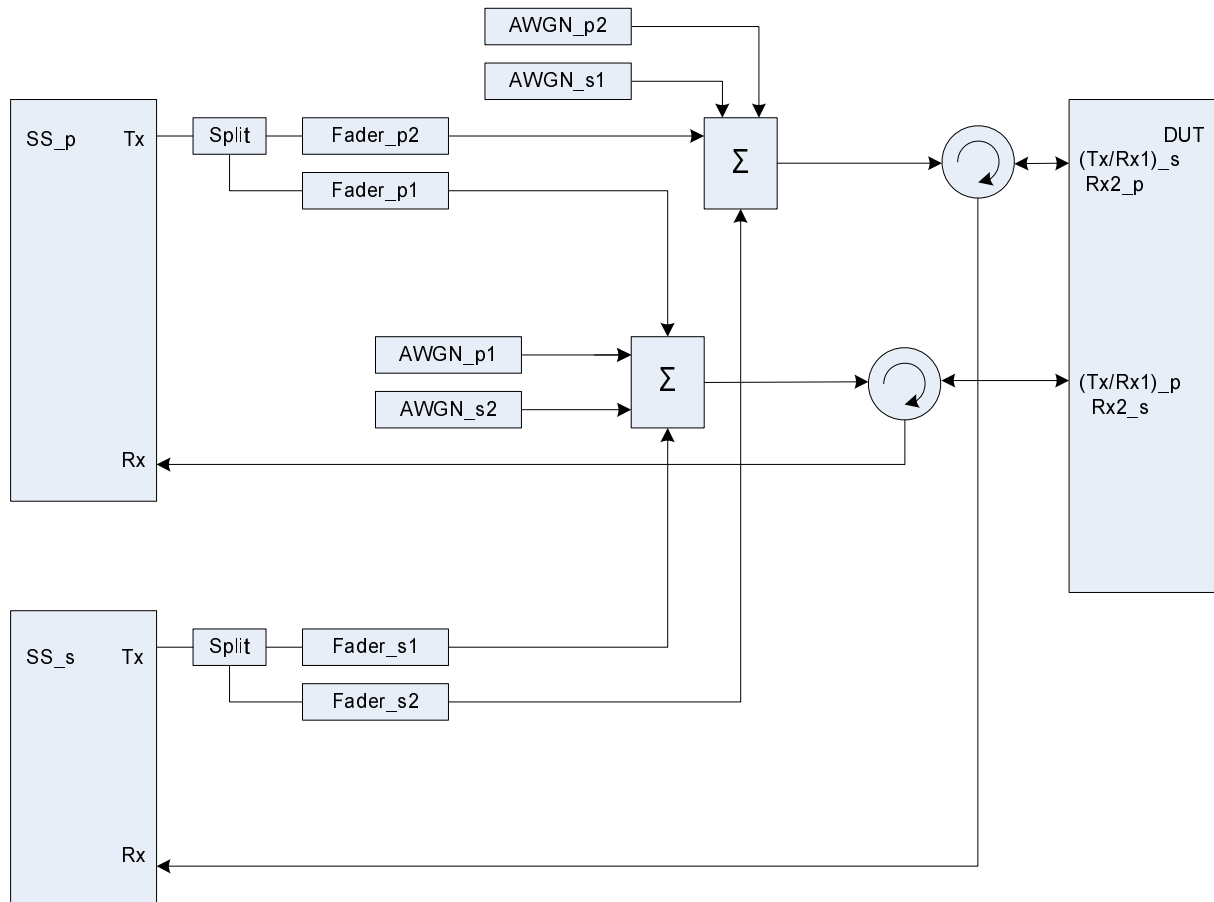 AWGN_p2
AWGN_s1
SS_p
Tx
Split
Fader_p2
Fader_p1
Σ
DUT
(Tx/Rx1)_s
Rx2_p
AWGN_p1
AWGN_s2
Σ
(Tx/Rx1)_p
Rx2_s
Rx
SS_s
Tx
Split
Fader_s1
Fader_s2
Rx